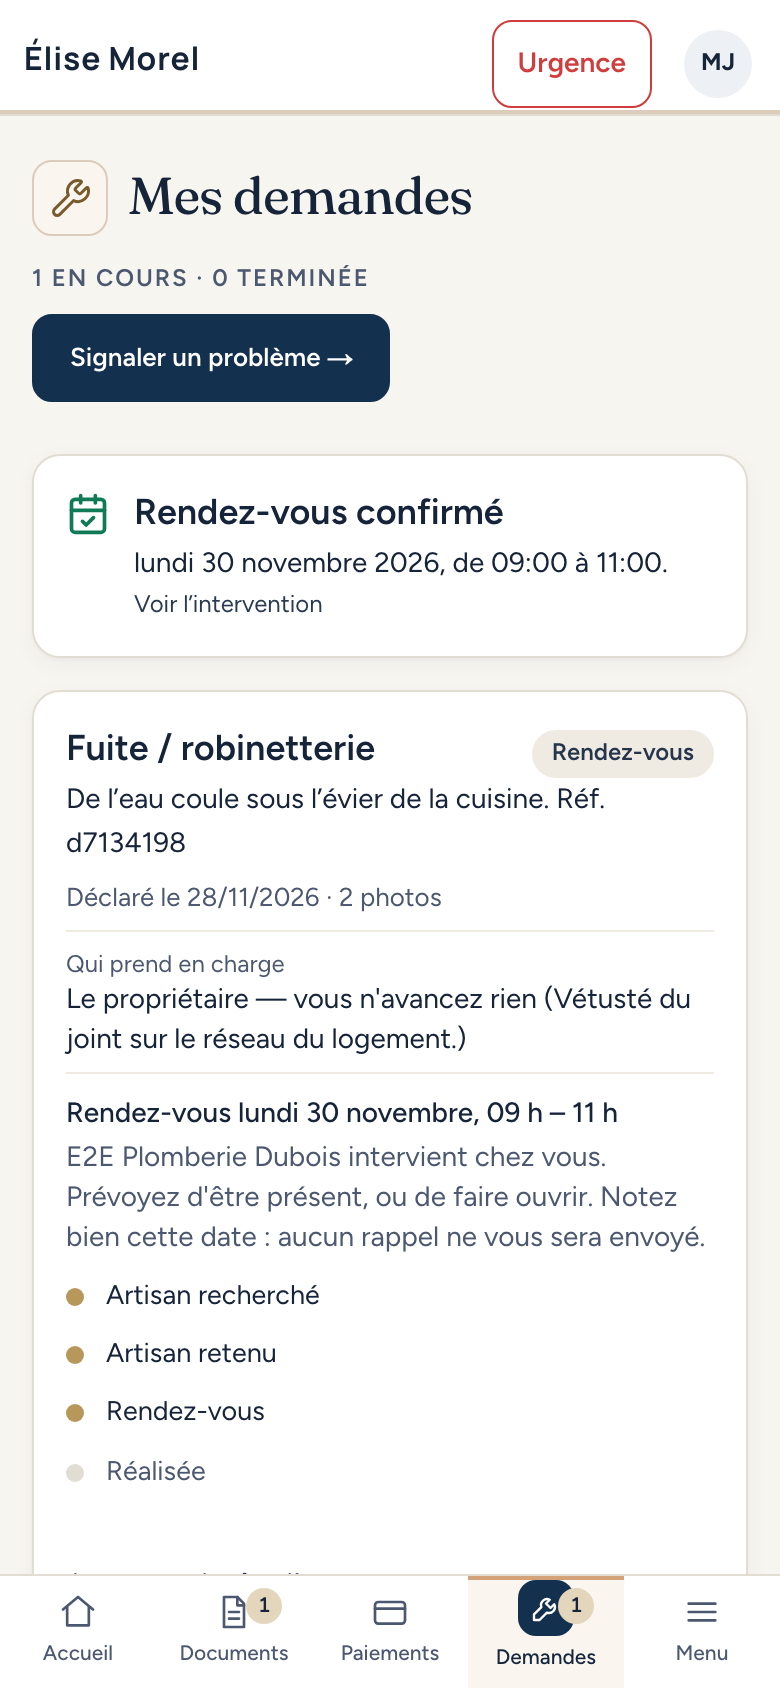 Élise Morel
Urgence
MJ
Mes demandes
1 EN COURS · 0 TERMINÉE
Signaler un problème →
Rendez-vous confirmé
lundi 30 novembre 2026, de 09:00 à 11:00.
Voir l’intervention
Fuite / robinetterie
Rendez-vous
De l’eau coule sous l’évier de la cuisine. Réf.
d7134198
Déclaré le 28/11/2026 · 2 photos
Qui prend en charge
Le propriétaire — vous n'avancez rien (Vétusté du
joint sur le réseau du logement.)
Rendez-vous lundi 30 novembre, 09 h – 11 h
E2E Plomberie Dubois intervient chez vous.
Prévoyez d'être présent, ou de faire ouvrir. Notez
bien cette date : aucun rappel ne vous sera envoyé.
Artisan recherché
Artisan retenu
Rendez-vous
Réalisée
1
1
Accueil
Documents
Paiements
Demandes
Menu